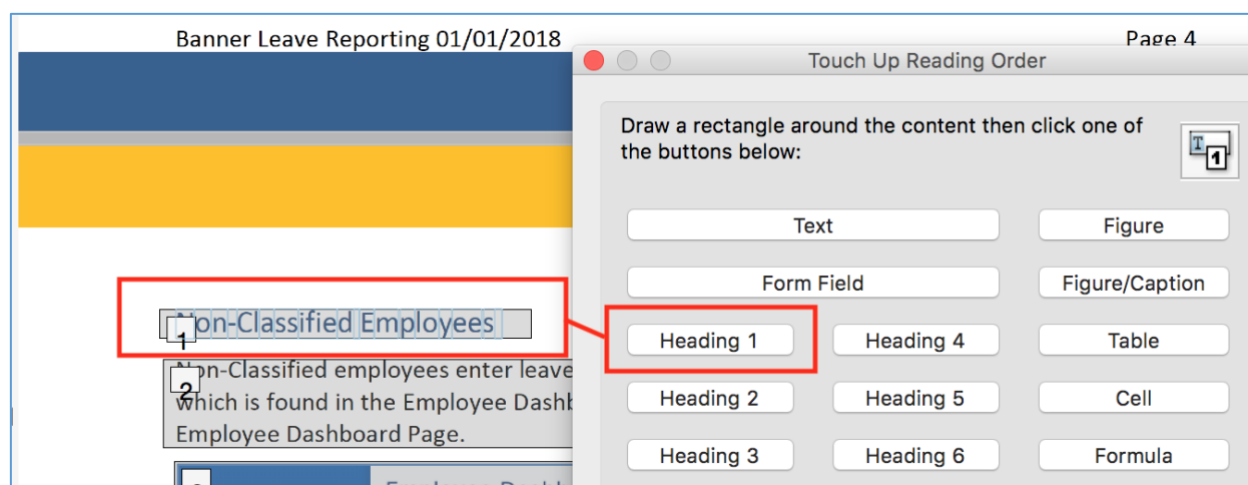 Banner Leave Reporting 01/01/2018
Page 4
Non-Classified Employees
1
Non-Classified employees enter leave
2
which is found in the Employee
Employee Dashboard Page.
Employee
Touch Up Reading Order
Draw a rectangle around the content then click one of
the buttons below:
T 1
Text
Figure
Form Field
Figure/Caption
Heading 1
Heading 4
Table
Heading 2
Heading 5
Cell
Heading 3
Heading 6
Formula